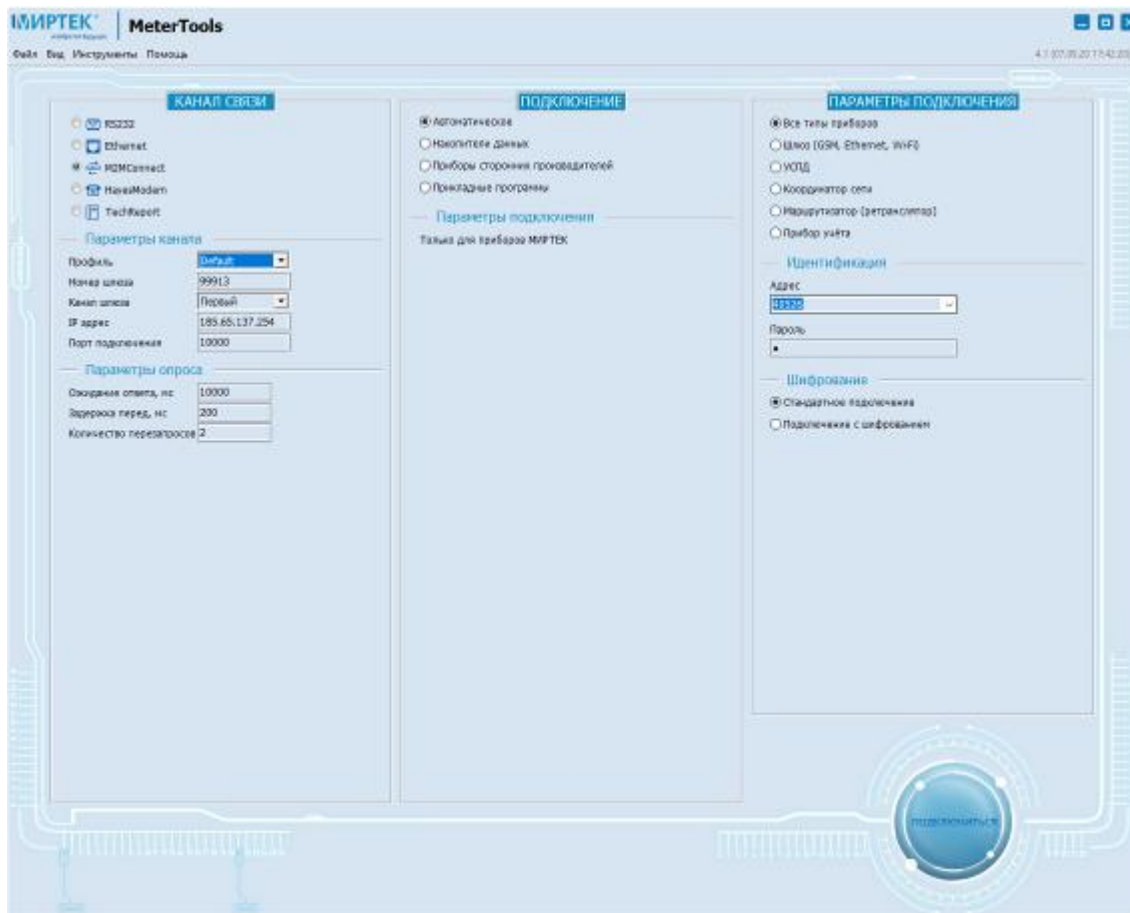 МИРТЕК
MeterTools
Файл Вид Инструменты Помощь
КАНАЛ СВЯЗИ
RS232
Ethernet
M2MConnect
HayesModem
TechReport
Параметры канала
Профиль Default
Номер шлюза 99913
Канал шлюза Первый
IP адрес 185.65.137.254
Порт подключения 10000
Параметры опроса
Ожидание ответа, мс 10000
Задержка перед, мс 200
Количество перезапросов 2
ПОДКЛЮЧЕНИЕ
Автоматическое
Накопители данных
Приборы сторонних производителей
Прикладные программы
Параметры подключения
Только для приборов МИРТЕК
ПАРАМЕТРЫ ПОДКЛЮЧЕНИЯ
Все типы приборов
Шлюз (GSM, Ethernet, WiFi)
УСПД
Координатор сети
Маршрутизатор (ретранслятор)
Прибор учёта
Идентификация
Адрес
Пароль
Шифрование
Стандартное подключение
Подключение с шифрованием
ПОДКЛЮЧИТЬСЯ